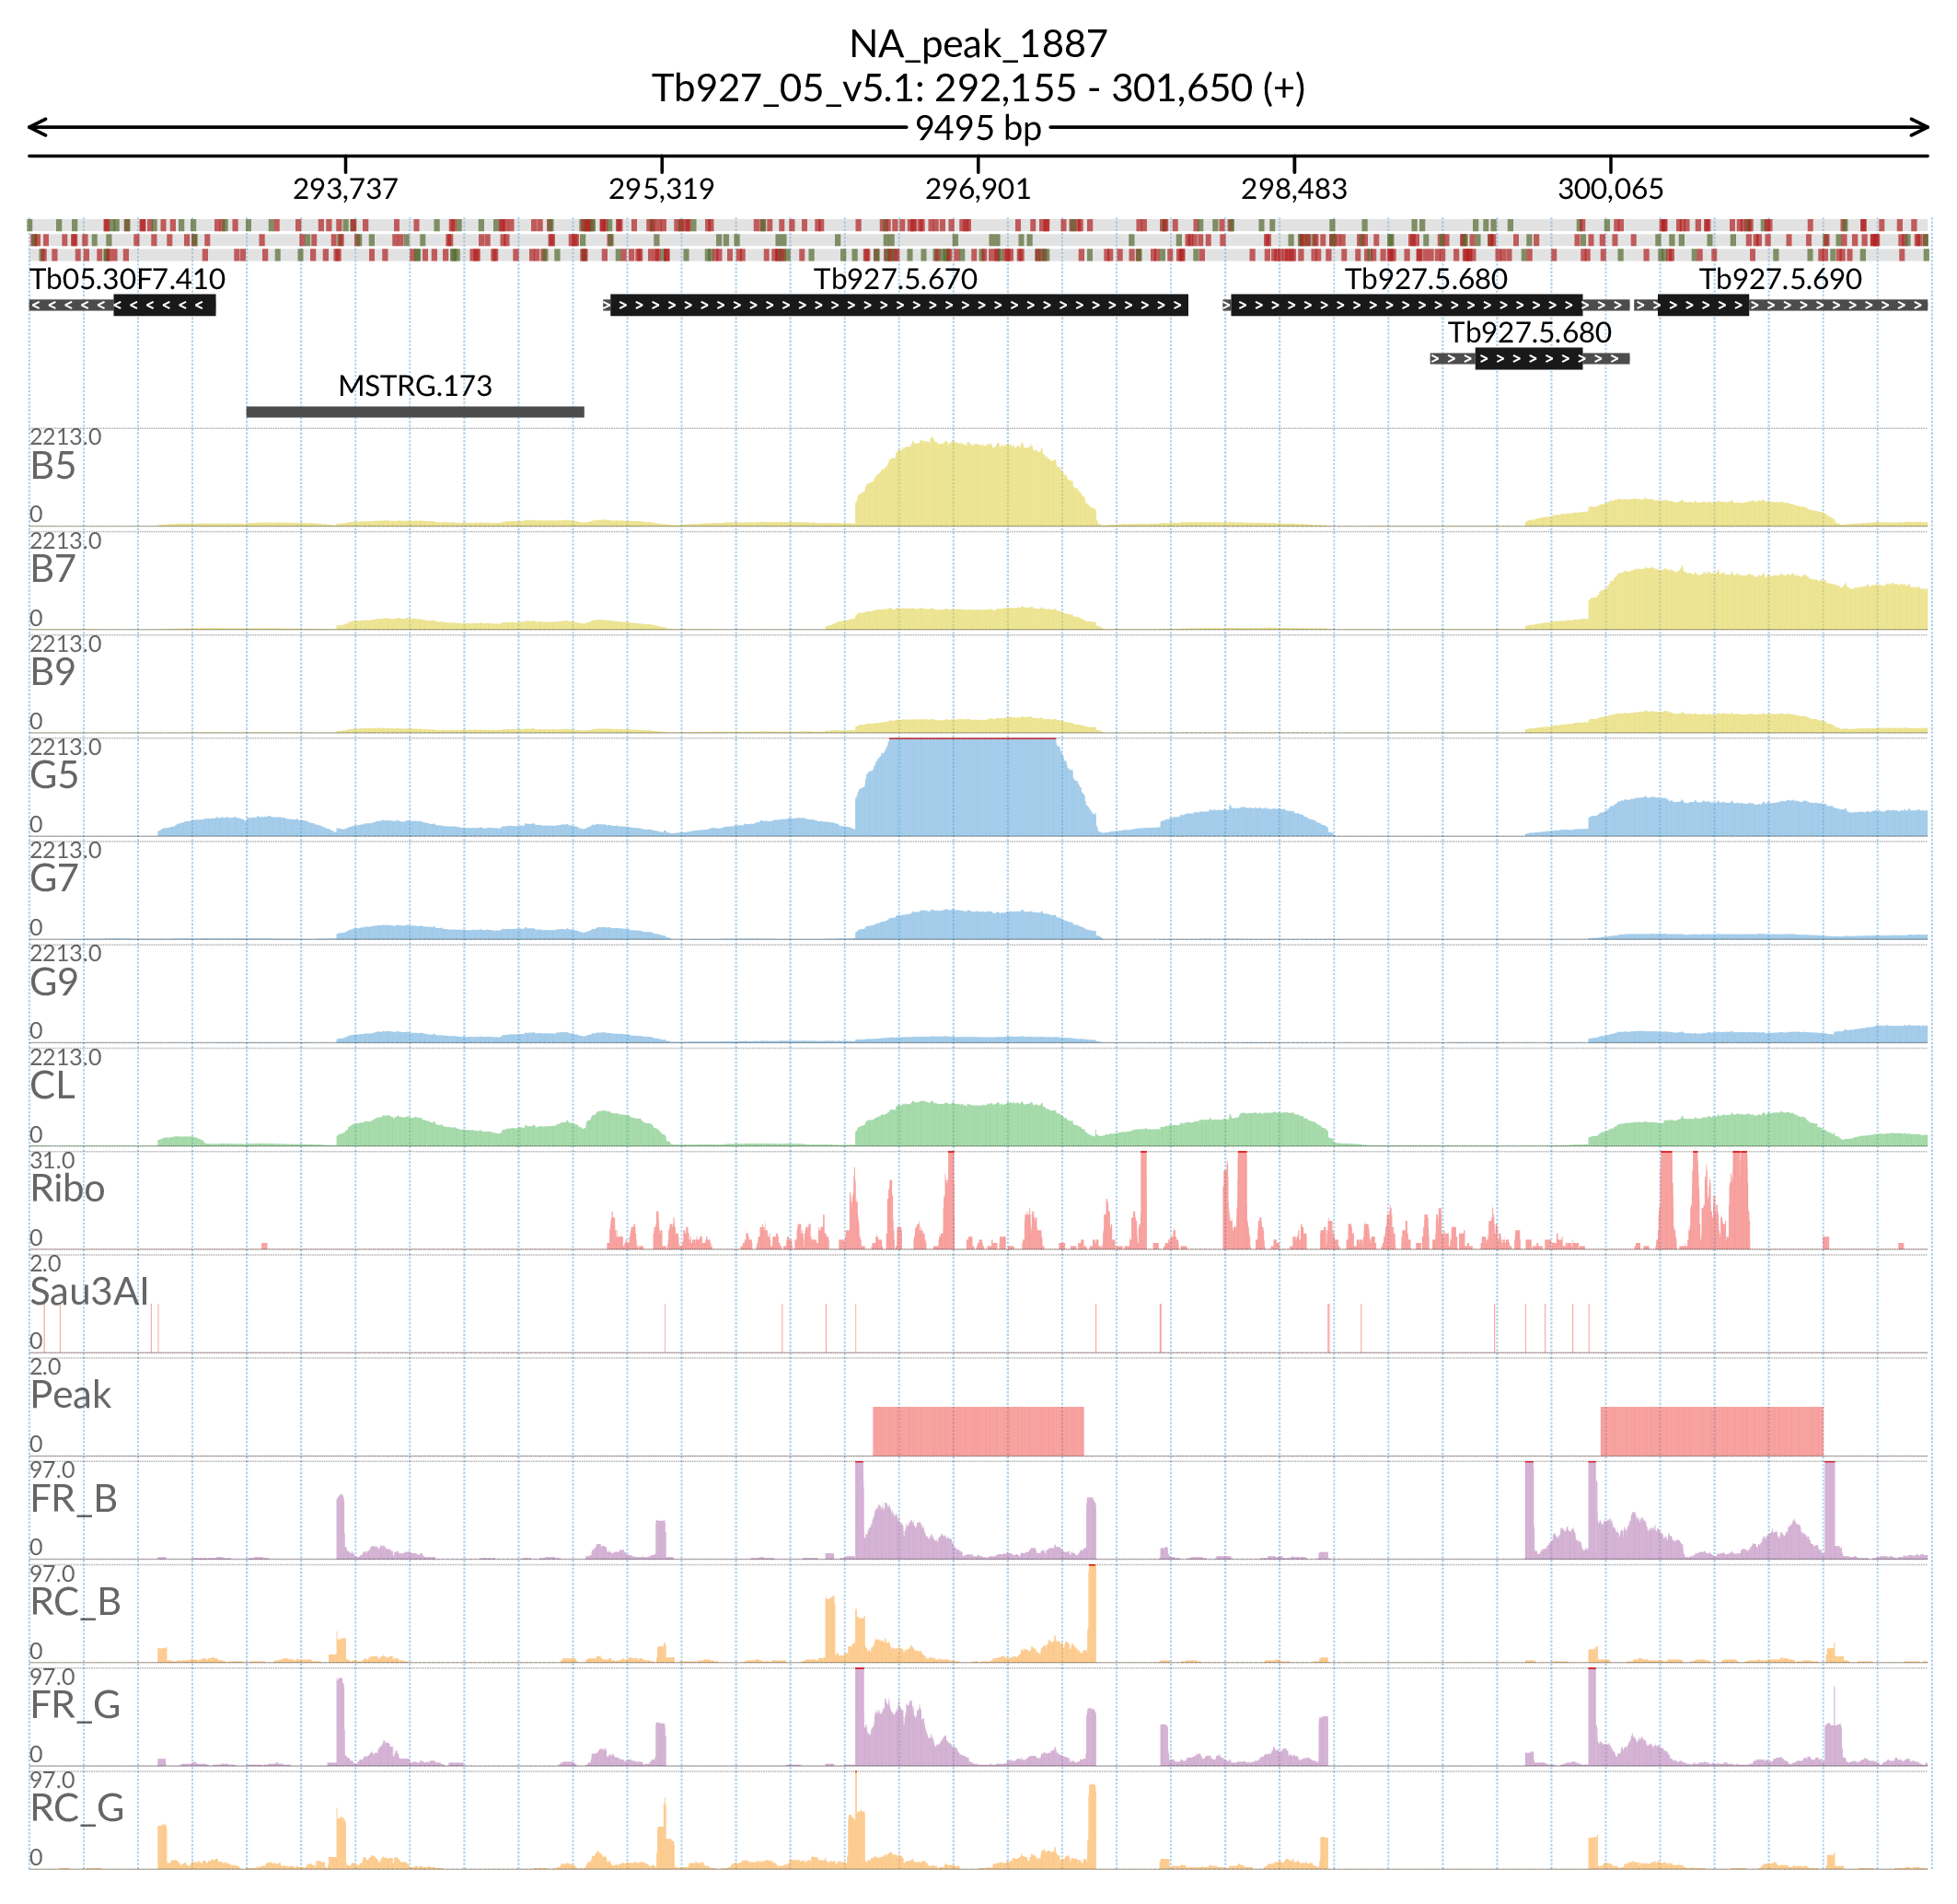 NA_peak_1887
Tb927_05_v5.1: 292,155 - 301,650 (+)
9495 bp
293,737 295,319 296,901 298,483 300,065
Tb05.30F7.410 Tb927.5.670 Tb927.5.680 Tb927.5.690
Tb927.5.680
MSTRG.173
2213.0
B5
0
2213.0
B7
0
2213.0
B9
0
2213.0
G5
0
2213.0
G7
0
2213.0
G9
0
2213.0
CL
0
31.0
Ribo
0
2.0
Sau3AI
0
2.0
Peak
0
97.0
FR_B
0
97.0
RC_B
0
97.0
FR_G
0
97.0
RC_G
0